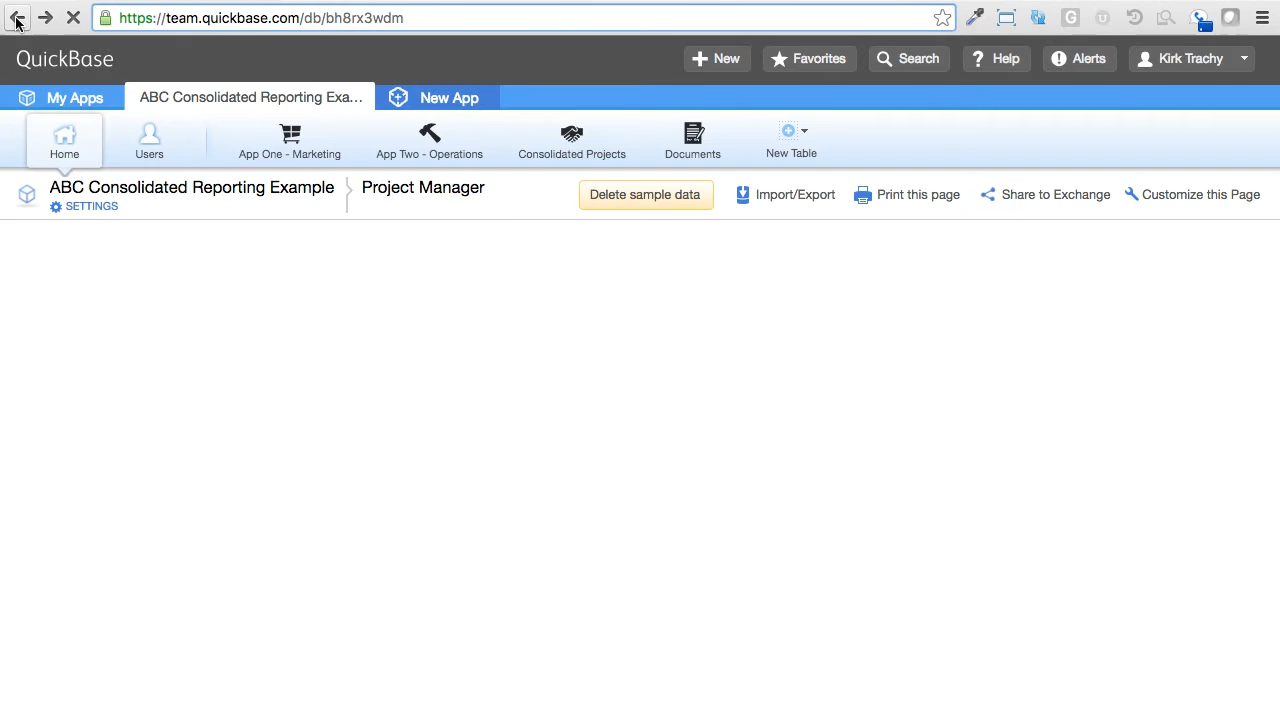 https://team.quickbase.com/db/bh8rx3wdm
QuickBase
New
Favorites
Search
Help
Alerts
Kirk Trachy
My Apps
ABC Consolidated Reporting Exa...
New App
Home
Users
App One - Marketing
App Two - Operations
Consolidated Projects
Documents
New Table
ABC Consolidated Reporting Example
Project Manager
SETTINGS
Delete sample data
Import/Export
Print this page
Share to Exchange
Customize this Page